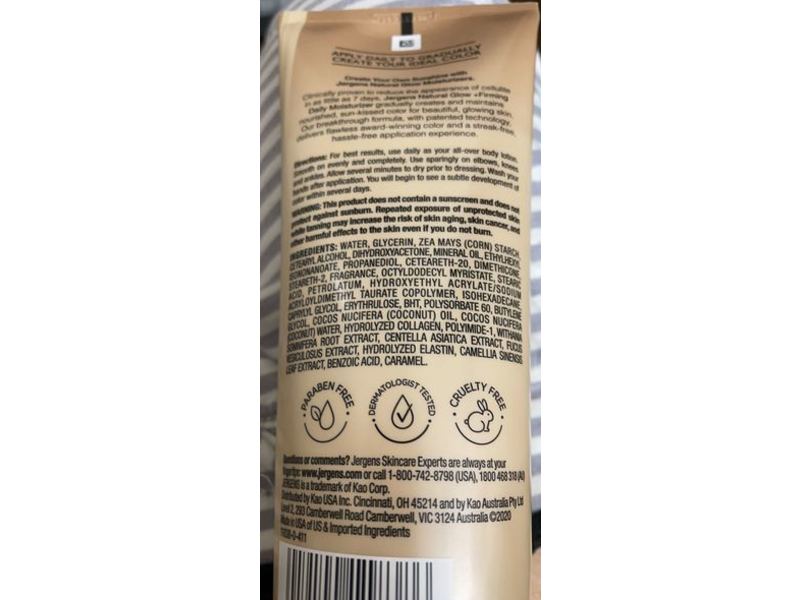 APPLY DAILY TO GRADUALLY
CREATE YOUR IDEAL COLOR
Create Your Own Sunshine with
Jergens Natural Glow Moisturizers.
Clinically proven to reduce the appearance of cellulite
in as little as 7 days, Jergens Natural Glow +Firming
Daily Moisturizer gradually creates and maintains
nourished, sun-kissed color for beautiful, glowing skin.
Our breakthrough formula, with patented technology,
delivers flawless award-winning color and a streak-free,
hassle-free application experience.
Directions: For best results, use daily as your all-over body lotion.
Smooth on evenly and completely. Use sparingly on elbows, knees
and ankles. Allow several minutes to dry prior to dressing. Wash your
hands after application. You will begin to see a subtle development of
color within several days.
WARNING: This product does not contain a sunscreen and does not
protect against sunburn. Repeated exposure of unprotected skin
while tanning may increase the risk of skin aging, skin cancer, and
other harmful effects to the skin even if you do not burn.
INGREDIENTS: WATER, GLYCERIN, ZEA MAYS (CORN) STARCH,
CETEARYL ALCOHOL, DIHYDROXYACETONE, MINERAL OIL, ETHYLHEXYL
ISONONANOATE, PROPANEDIOL, CETEARETH-20, DIMETHICONE,
STEARETH-2, FRAGRANCE, OCTYLDODECYL MYRISTATE, STEARIC
ACID, PETROLATUM, HYDROXYETHYL ACRYLATE/SODIUM
ACRYLOYLDIMETHYL TAURATE COPOLYMER, ISOHEXADECANE,
CAPRYLYL GLYCOL, ERYTHRULOSE, BHT, POLYSORBATE 60, BUTYLENE
GLYCOL, COCOS NUCIFERA (COCONUT) OIL, COCOS NUCIFERA
(COCONUT) WATER, HYDROLYZED COLLAGEN, POLYIMIDE-1, WITHANIA
SOMNIFERA ROOT EXTRACT, CENTELLA ASIATICA EXTRACT, FUCUS
VESICULOSUS EXTRACT, HYDROLYZED ELASTIN, CAMELLIA SINENSIS
LEAF EXTRACT, BENZOIC ACID, CARAMEL.
PARABEN FREE
DERMATOLOGIST TESTED
CRUELTY FREE
Questions or comments? Jergens Skincare Experts are always at your
fingertips: www.jergens.com or call 1-800-742-8798 (USA), 1800 468 318 (AU)
JERGENS is a trademark of Kao Corp.
Distributed by Kao USA Inc. Cincinnati, OH 45214 and by Kao Australia Pty Ltd
Level 2, 293 Camberwell Road Camberwell, VIC 3124 Australia ©2020
Made in USA of US & Imported Ingredients